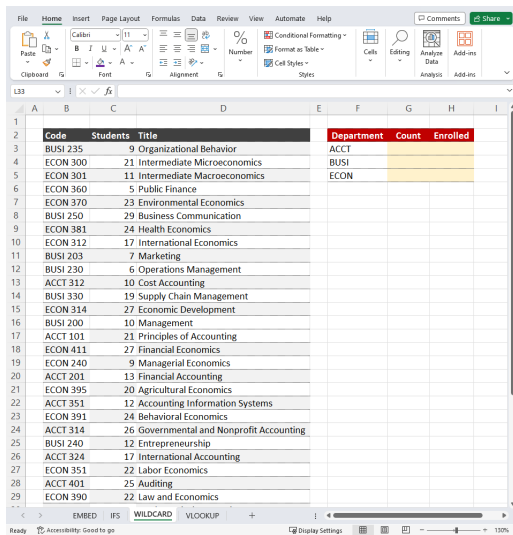 File Home Insert Page Layout Formulas Data Review View Automate Help Comments Share
Paste
Calibri 11
B I U A A
Number
Conditional Formatting
Format as Table
Cell Styles
Cells
Editing
Analyze Data
Add-ins
Clipboard Font Alignment Styles Analysis Add-ins
L33 fx
A B C D E F G H I
1
2 Code Students Title Department Count Enrolled
3 BUSI 235 9 Organizational Behavior ACCT
4 ECON 300 21 Intermediate Microeconomics BUSI
5 ECON 301 11 Intermediate Macroeconomics ECON
6 ECON 360 5 Public Finance
7 ECON 370 23 Environmental Economics
8 BUSI 250 29 Business Communication
9 ECON 381 24 Health Economics
10 ECON 312 17 International Economics
11 BUSI 203 7 Marketing
12 BUSI 230 6 Operations Management
13 ACCT 312 10 Cost Accounting
14 BUSI 330 19 Supply Chain Management
15 ECON 314 27 Economic Development
16 BUSI 200 10 Management
17 ACCT 101 21 Principles of Accounting
18 ECON 411 27 Financial Economics
19 ECON 240 9 Managerial Economics
20 ACCT 201 13 Financial Accounting
21 ECON 395 20 Agricultural Economics
22 ACCT 351 12 Accounting Information Systems
23 ECON 391 24 Behavioral Economics
24 ACCT 314 26 Governmental and Nonprofit Accounting
25 BUSI 240 12 Entrepreneurship
26 ACCT 324 17 International Accounting
27 ECON 351 22 Labor Economics
28 ACCT 401 25 Auditing
29 ECON 390 22 Law and Economics
EMBED IFS WILDCARD VLOOKUP +
Ready Accessibility: Good to go Display Settings 130%